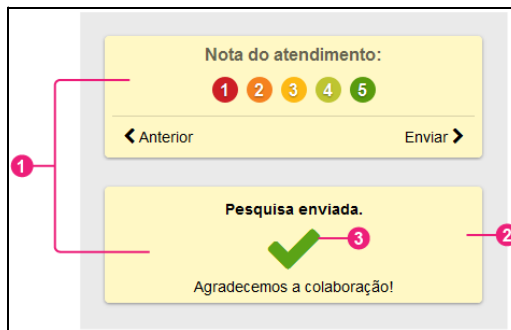 Nota do atendimento:
1 2 3 4 5
Anterior Enviar
1
Pesquisa enviada.
3
2
Agradecemos a colaboração!